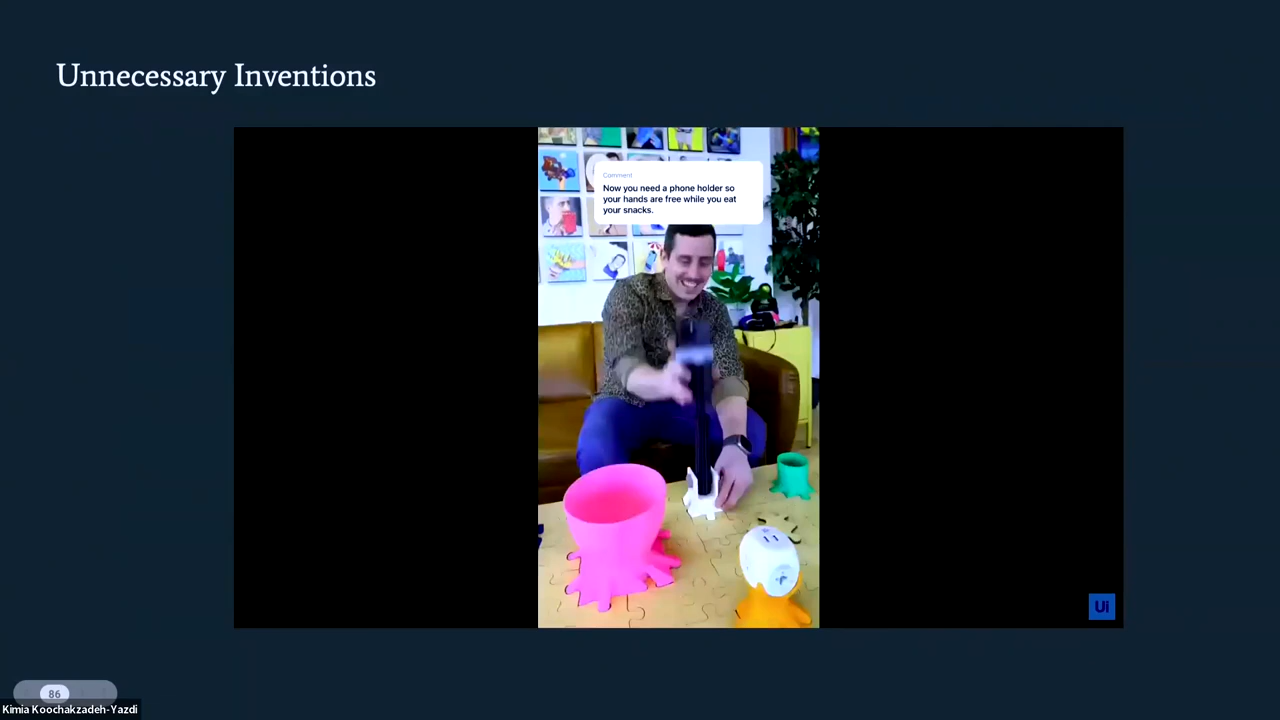 Unnecessary Inventions
Comment
Now you need a phone holder so
your hands are free while you eat
your snacks.
Ui
86
Kimia Koochakzadeh-Yazdi